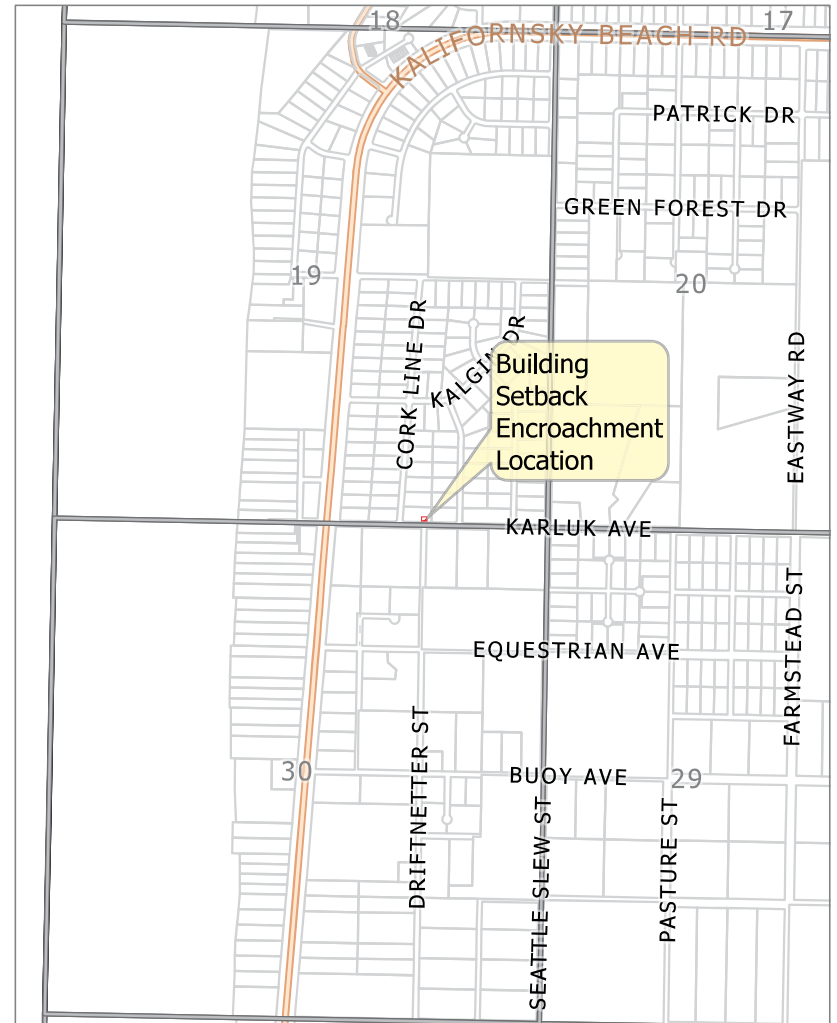 18
17
KALIFORNSKY BEACH RD
PATRICK DR
GREEN FOREST DR
19
20
CORK LINE DR
KALGIN DR
EASTWAY RD
Building
Setback
Encroachment
Location
KARLUK AVE
FARMSTEAD ST
EQUESTRIAN AVE
DRIFTNETTER ST
30
BUOY AVE
29
SEATTLE SLEW ST
PASTURE ST